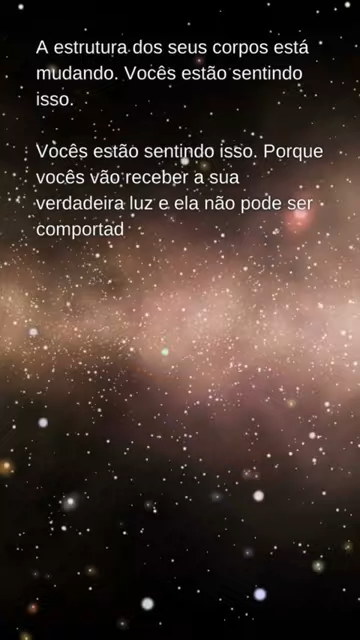 A estrutura dos seus corpos está
mudando. Vocês estão sentindo
isso.
Vocês estão sentindo isso. Porque
vocês vão receber a sua
verdadeira luz e ela não pode ser
comportad